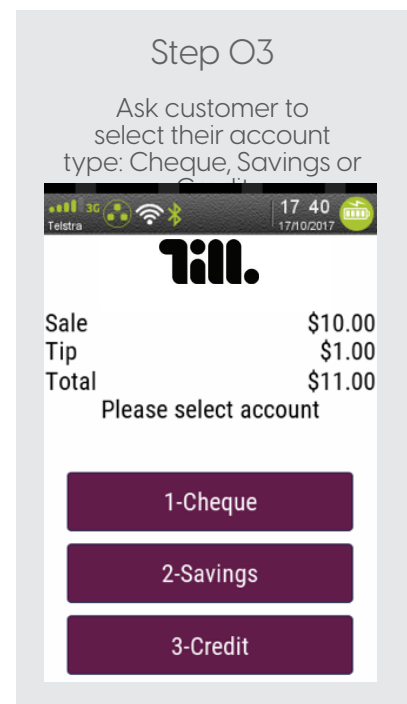 Step 03
Ask customer to
select their account
type: Cheque, Savings or
Credit
3G
17 40
Telstra
17/10/2017
Till.
Sale $10.00
Tip $1.00
Total $11.00
Please select account
1-Cheque
2-Savings
3-Credit